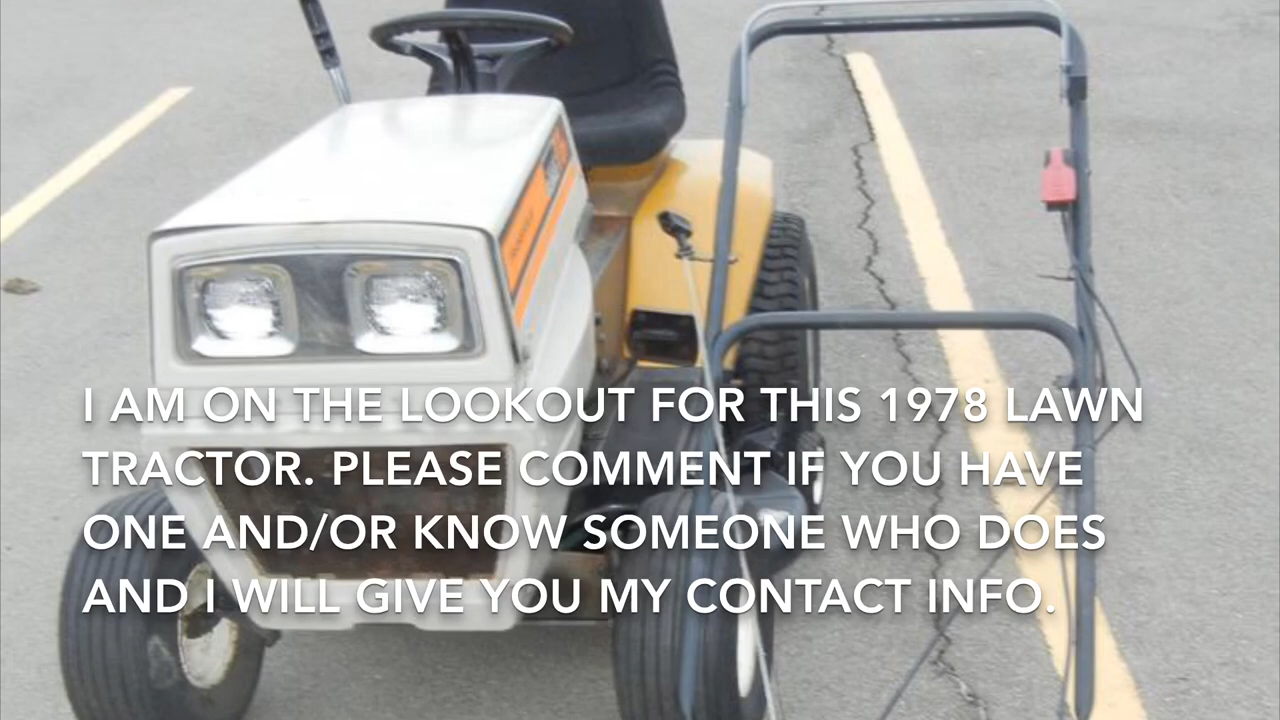 I AM ON THE LOOKOUT FOR THIS 1978 LAWN
TRACTOR. PLEASE COMMENT IF YOU HAVE
ONE AND/OR KNOW SOMEONE WHO DOES
AND I WILL GIVE YOU MY CONTACT INFO.